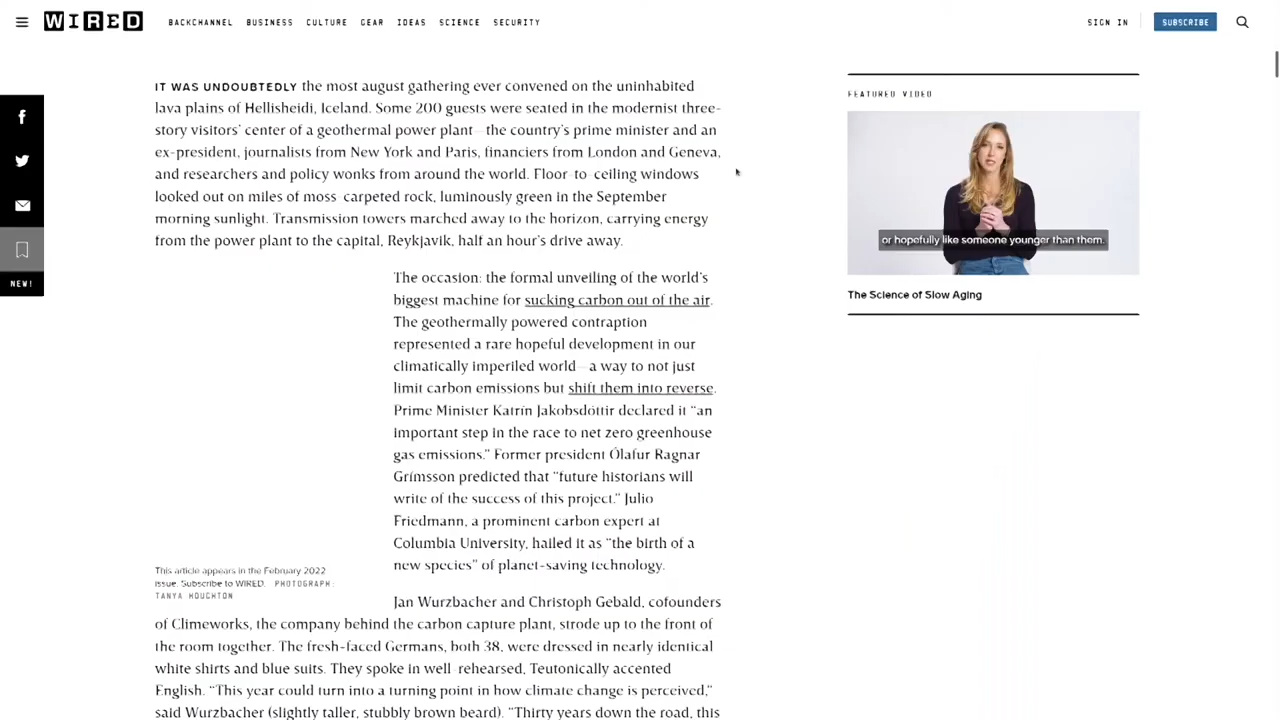 WIRED
BACKCHANNEL BUSINESS CULTURE GEAR IDEAS SCIENCE SECURITY
SIGN IN
SUBSCRIBE
NEW!
IT WAS UNDOUBTEDLY the most august gathering ever convened on the uninhabited
lava plains of Hellisheidi, Iceland. Some 200 guests were seated in the modernist three-
story visitors' center of a geothermal power plant—the country's prime minister and an
ex-president, journalists from New York and Paris, financiers from London and Geneva,
and researchers and policy wonks from around the world. Floor-to-ceiling windows
looked out on miles of moss-carpeted rock, luminously green in the September
morning sunlight. Transmission towers marched away to the horizon, carrying energy
from the power plant to the capital, Reykjavik, half an hour's drive away.
The occasion: the formal unveiling of the world's
biggest machine for sucking carbon out of the air.
The geothermally powered contraption
represented a rare hopeful development in our
climatically imperiled world—a way to not just
limit carbon emissions but shift them into reverse.
Prime Minister Katrín Jakobsdóttir declared it “an
important step in the race to net zero greenhouse
gas emissions.” Former president Ólafur Ragnar
Grímsson predicted that “future historians will
write of the success of this project.” Julio
Friedmann, a prominent carbon expert at
Columbia University, hailed it as “the birth of a
new species” of planet-saving technology.
This article appears in the February 2022
issue. Subscribe to WIRED. PHOTOGRAPH:
TANYA HOUGHTON
Jan Wurzbacher and Christoph Gebald, cofounders
of Climeworks, the company behind the carbon capture plant, strode up to the front of
the room together. The fresh-faced Germans, both 38, were dressed in nearly identical
white shirts and blue suits. They spoke in well-rehearsed, Teutonically accented
English. “This year could turn into a turning point in how climate change is perceived,”
said Wurzbacher (slightly taller, stubbly brown beard). “Thirty years down the road, this
FEATURED VIDEO
or hopefully like someone younger than them.
The Science of Slow Aging